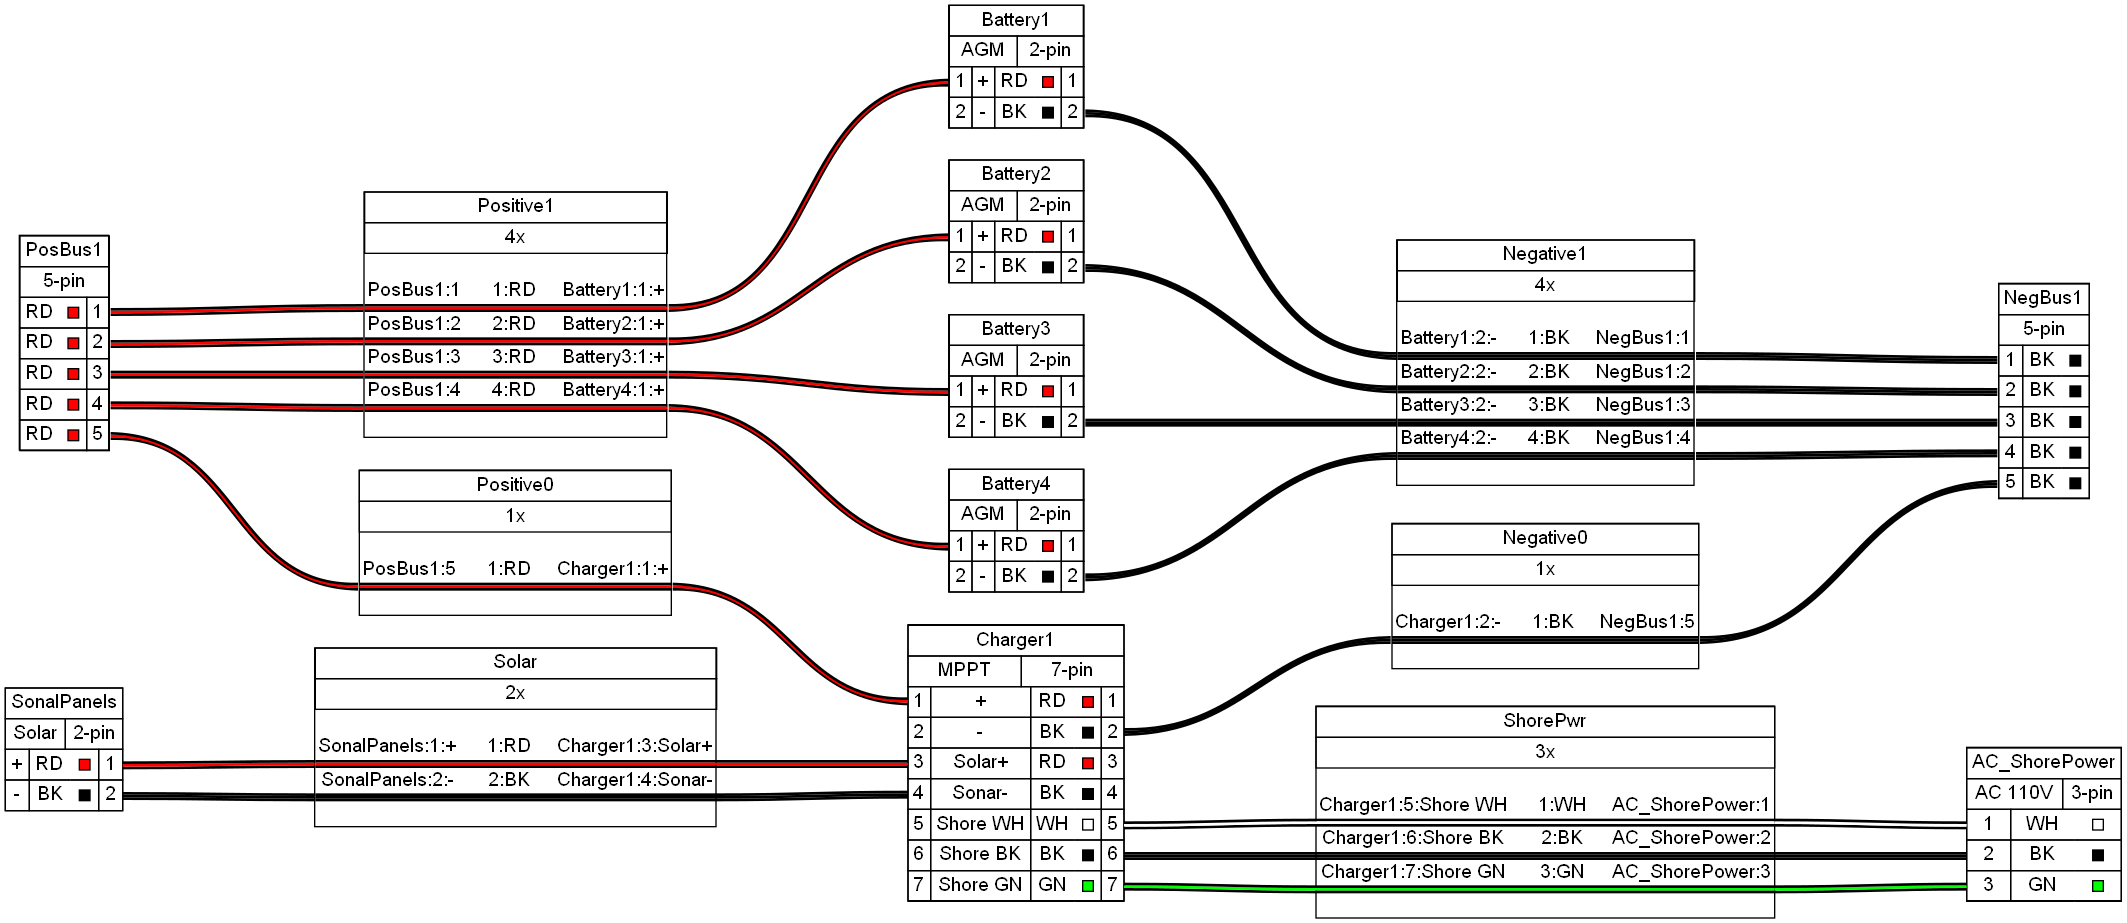 Battery1
AGM 2-pin
1 + RD 1
2 - BK 2
Battery2
AGM 2-pin
1 + RD 1
2 - BK 2
Battery3
AGM 2-pin
1 + RD 1
2 - BK 2
Battery4
AGM 2-pin
1 + RD 1
2 - BK 2
PosBus1
5-pin
RD 1
RD 2
RD 3
RD 4
RD 5
Positive1
4x
PosBus1:1 1:RD Battery1:1:+
PosBus1:2 2:RD Battery2:1:+
PosBus1:3 3:RD Battery3:1:+
PosBus1:4 4:RD Battery4:1:+
Positive0
1x
PosBus1:5 1:RD Charger1:1:+
Negative1
4x
Battery1:2:- 1:BK NegBus1:1
Battery2:2:- 2:BK NegBus1:2
Battery3:2:- 3:BK NegBus1:3
Battery4:2:- 4:BK NegBus1:4
NegBus1
5-pin
1 BK
2 BK
3 BK
4 BK
5 BK
Negative0
1x
Charger1:2:- 1:BK NegBus1:5
SonalPanels
Solar 2-pin
+ RD 1
- BK 2
Solar
2x
SonalPanels:1:+ 1:RD Charger1:3:Solar+
SonalPanels:2:- 2:BK Charger1:4:Sonar-
Charger1
MPPT 7-pin
1 + RD 1
2 - BK 2
3 Solar+ RD 3
4 Sonar- BK 4
5 Shore WH WH 5
6 Shore BK BK 6
7 Shore GN GN 7
ShorePwr
3x
Charger1:5:Shore WH 1:WH AC_ShorePower:1
Charger1:6:Shore BK 2:BK AC_ShorePower:2
Charger1:7:Shore GN 3:GN AC_ShorePower:3
AC_ShorePower
AC 110V 3-pin
1 WH
2 BK
3 GN